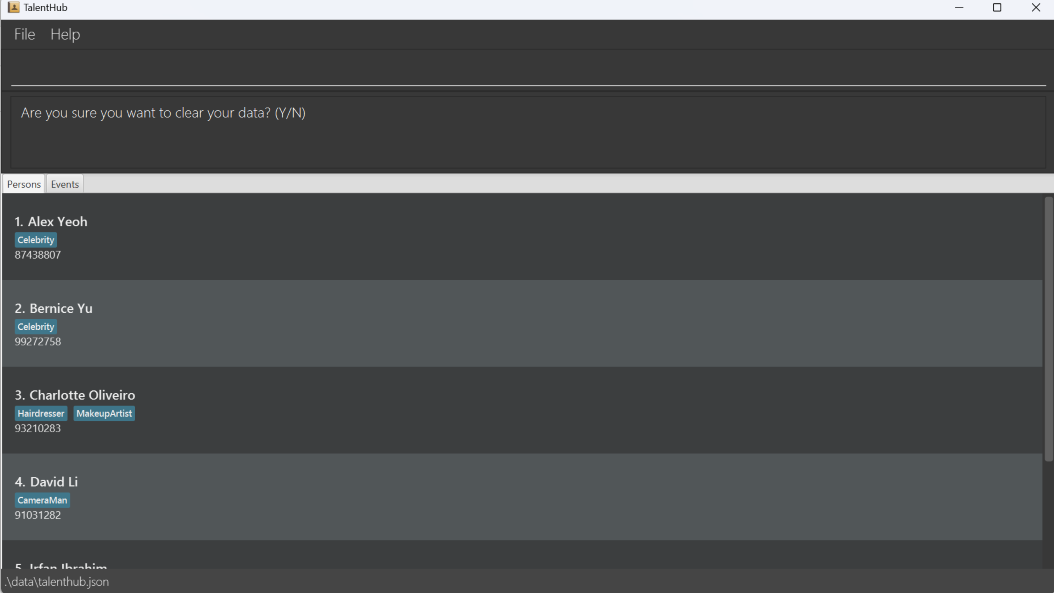 TalentHub
File Help
Are you sure you want to clear your data? (Y/N)
Persons Events
1. Alex Yeoh
Celebrity
87438807
2. Bernice Yu
Celebrity
99272758
3. Charlotte Oliveiro
Hairdresser MakeupArtist
93210283
4. David Li
CameraMan
91031282
5. Irfan Ibrahim
.\data\talenthub.json